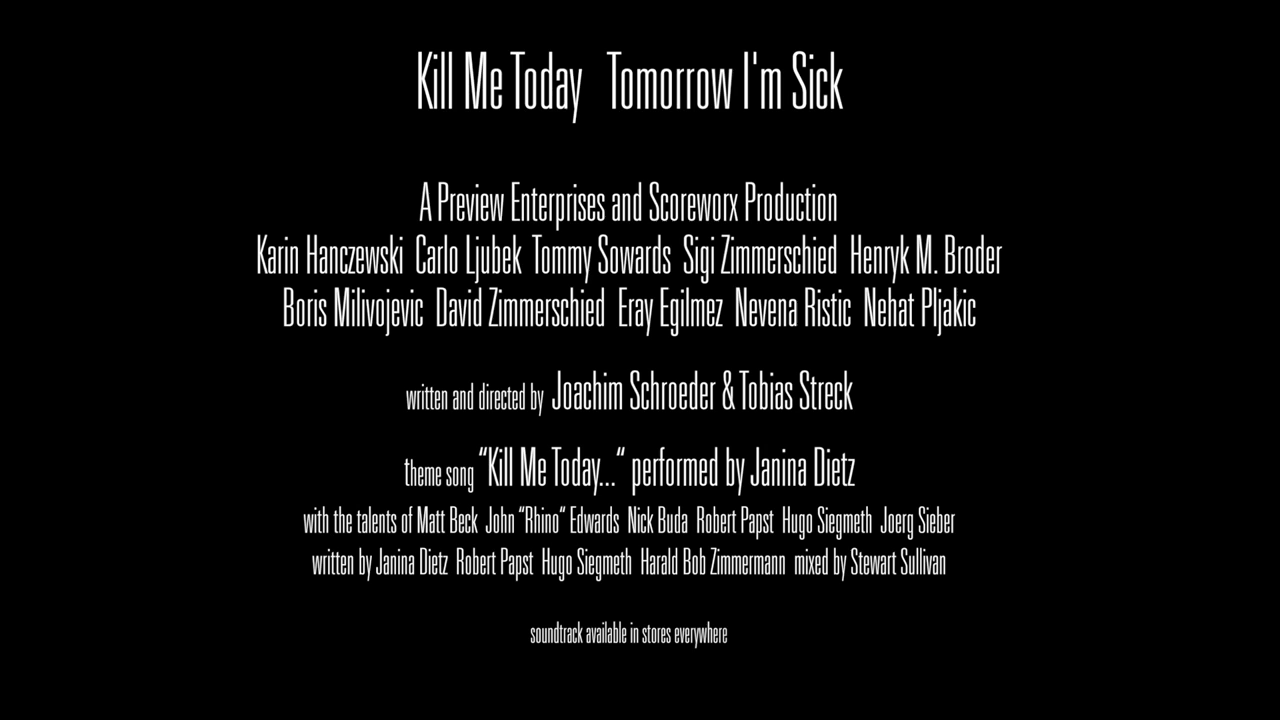 Kill Me Today Tomorrow I'm Sick
A Preview Enterprises and Scoreworx Production
Karin Hanczewski Carlo Ljubek Tommy Sowards Sigi Zimmerschied Henryk M. Broder
Boris Milivojevic David Zimmerschied Eray Egilmez Nevena Ristic Nehat Pljakic
written and directed by Joachim Schroeder & Tobias Streck
theme song “Kill Me Today...“ performed by Janina Dietz
with the talents of Matt Beck John “Rhino“ Edwards Nick Buda Robert Papst Hugo Siegmeth Joerg Sieber
written by Janina Dietz Robert Papst Hugo Siegmeth Harald Bob Zimmermann mixed by Stewart Sullivan
soundtrack available in stores everywhere